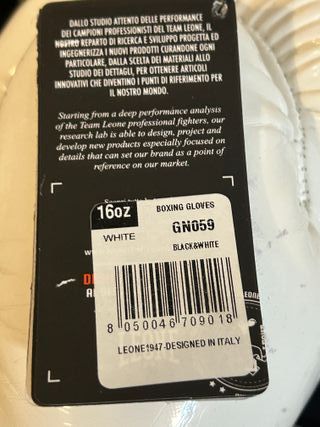 DALLO STUDIO ATTENTO DELLE PERFORMANCE
DEI CAMPIONI PROFESSIONISTI DEL TEAM LEONE, IL
NOSTRO REPARTO DI RICERCA E SVILUPPO PROGETTA ED
INGEGNERIZZA I NUOVI PRODOTTI CURANDONE OGNI
PARTICOLARE, DALLA SCELTA DEI MATERIALI ALLO
STUDIO DEI DETTAGLI, PER OTTENERE ARTICOLI
INNOVATIVI CHE DIVENTINO I PUNTI DI RIFERIMENTO PER
IL NOSTRO MONDO.
Starting from a deep performance analysis
of the Team Leone professional fighters, our
research lab is able to design, project and
develop new products especially focused on
details that can set our brand as a point of
reference on our market.
16oz
BOXING GLOVES
WHITE
GN059
BLACK&WHITE
8 050046 709018
LEONE1947-DESIGNED IN ITALY
LEONE